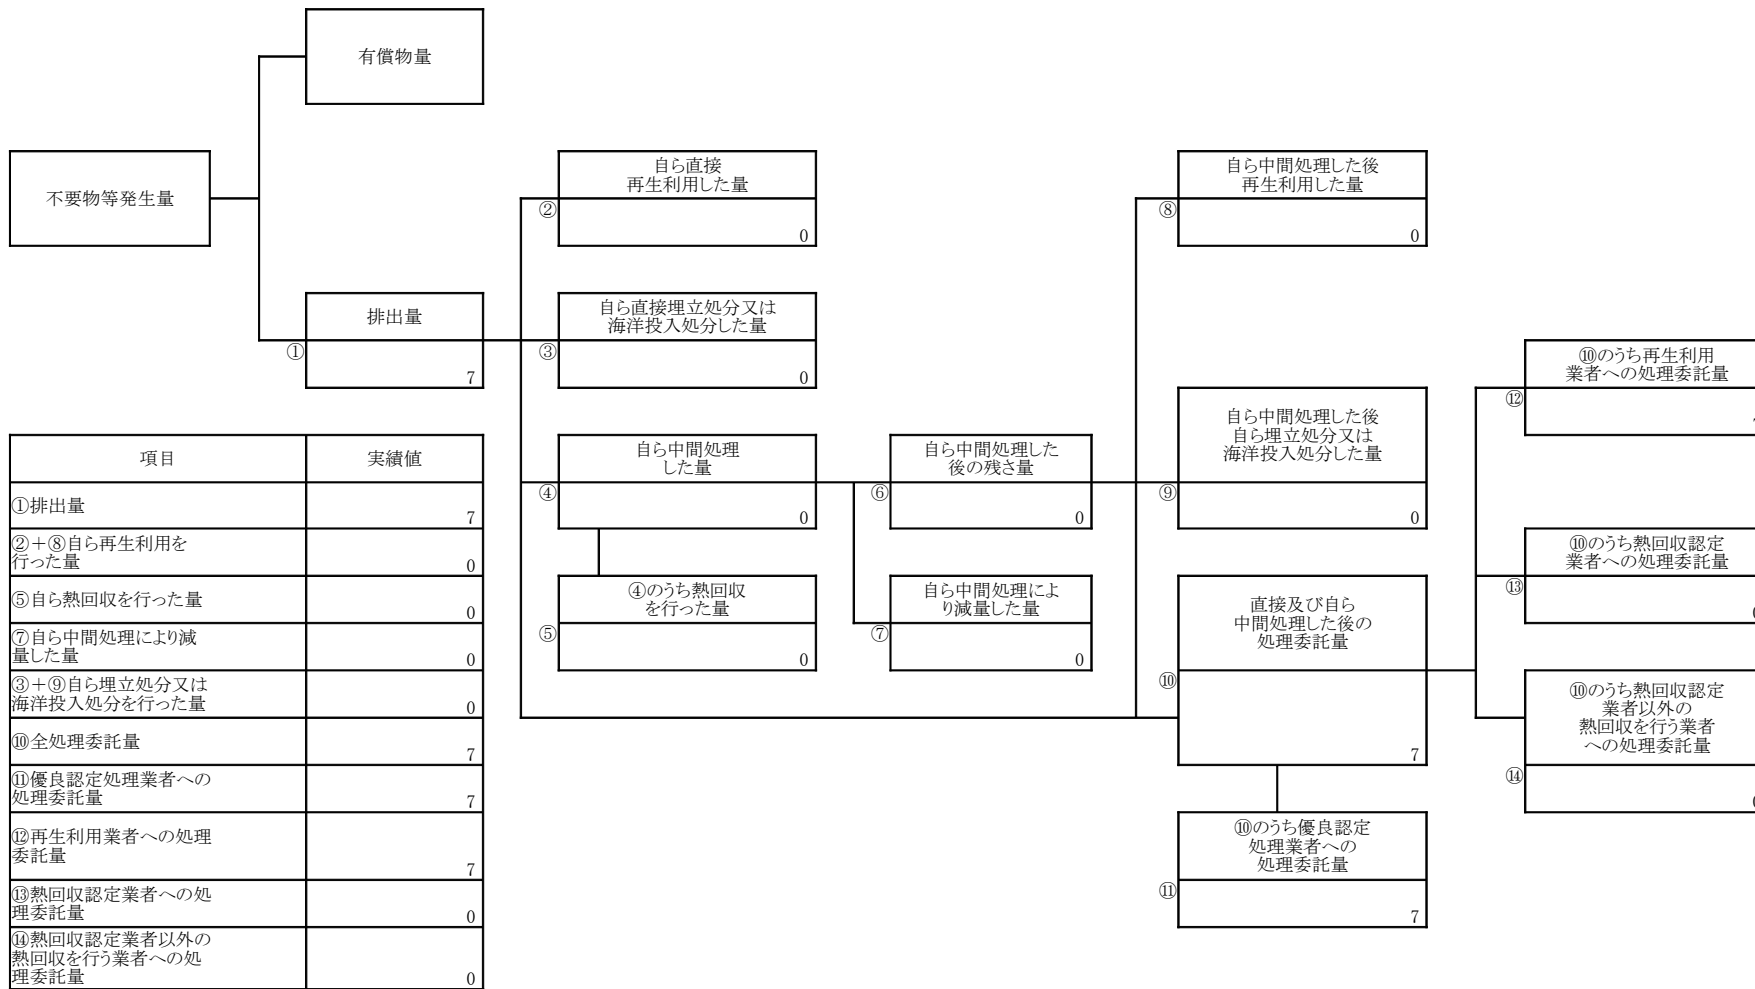 有償物量
不要物等発生量
自ら直接
再生利用した量
②
0
自ら中間処理した後
再生利用した量
⑧
0
排出量
①
7
自ら直接埋立処分又は
海洋投入処分した量
③
0
⑩のうち再生利用
業者への処理委託量
⑫
自ら中間処理
した量
④
0
自ら中間処理した
後の残さ量
⑥
0
自ら中間処理した後
自ら埋立処分又は
海洋投入処分した量
⑨
0
④のうち熱回収
を行った量
⑤
0
自ら中間処理によ
り減量した量
⑦
0
直接及び自ら
中間処理した後の
処理委託量
⑩
7
⑩のうち熱回収認定
業者への処理委託量
⑬
⑩のうち熱回収認定
業者以外の
熱回収を行う業者
への処理委託量
⑭
⑩のうち優良認定
処理業者への
処理委託量
⑪
7
項目 実績値
①排出量 7
②+⑧自ら再生利用を
行った量 0
⑤自ら熱回収を行った量 0
⑦自ら中間処理により減
量した量 0
③+⑨自ら埋立処分又は
海洋投入処分を行った量 0
⑩全処理委託量 7
⑪優良認定処理業者への
処理委託量 7
⑫再生利用業者への処理
委託量 7
⑬熱回収認定業者への処
理委託量 0
⑭熱回収認定業者以外の
熱回収を行う業者への処
理委託量 0